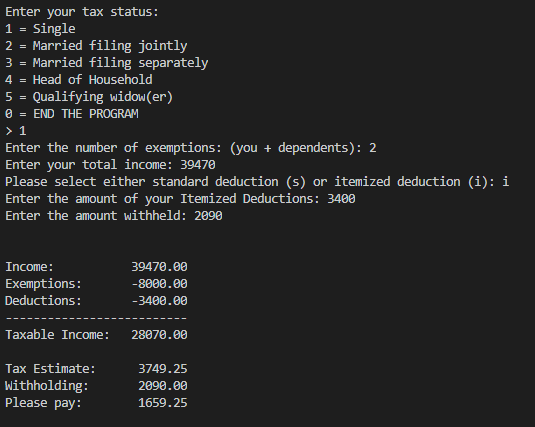 Enter your tax status:
1 = Single
2 = Married filing jointly
3 = Married filing separately
4 = Head of Household
5 = Qualifying widow(er)
0 = END THE PROGRAM
> 1
Enter the number of exemptions: (you + dependents): 2
Enter your total income: 39470
Please select either standard deduction (s) or itemized deduction (i): i
Enter the amount of your Itemized Deductions: 3400
Enter the amount withheld: 2090
Income:           39470.00
Exemptions:       -8000.00
Deductions:       -3400.00
--------------------------
Taxable Income:   28070.00
Tax Estimate:      3749.25
Withholding:       2090.00
Please pay:        1659.25